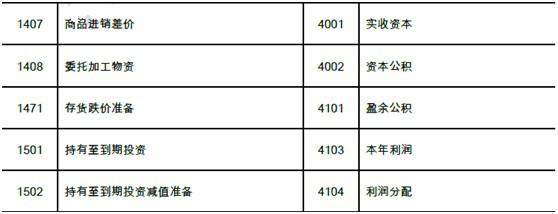 1407 商品进销差价 4001 实收资本
1408 委托加工物资 4002 资本公积
1471 存货跌价准备 4101 盈余公积
1501 持有至到期投资 4103 本年利润
1502 持有至到期投资减值准备 4104 利润分配